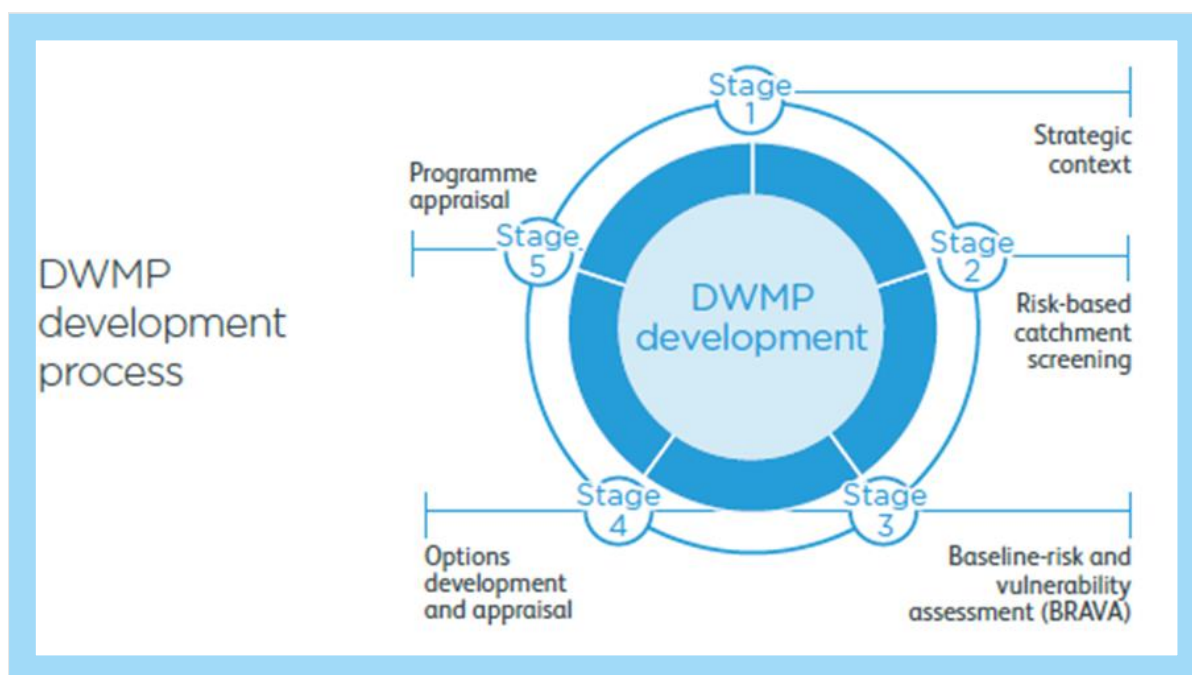 DWMP
development
process
DWMP
development
Stage
1
Strategic
context
Stage
2
Risk-based
catchment
screening
Stage
3
Baseline-risk and
vulnerability
assessment (BRAVA)
Stage
4
Options
development
and appraisal
Stage
5
Programme
appraisal